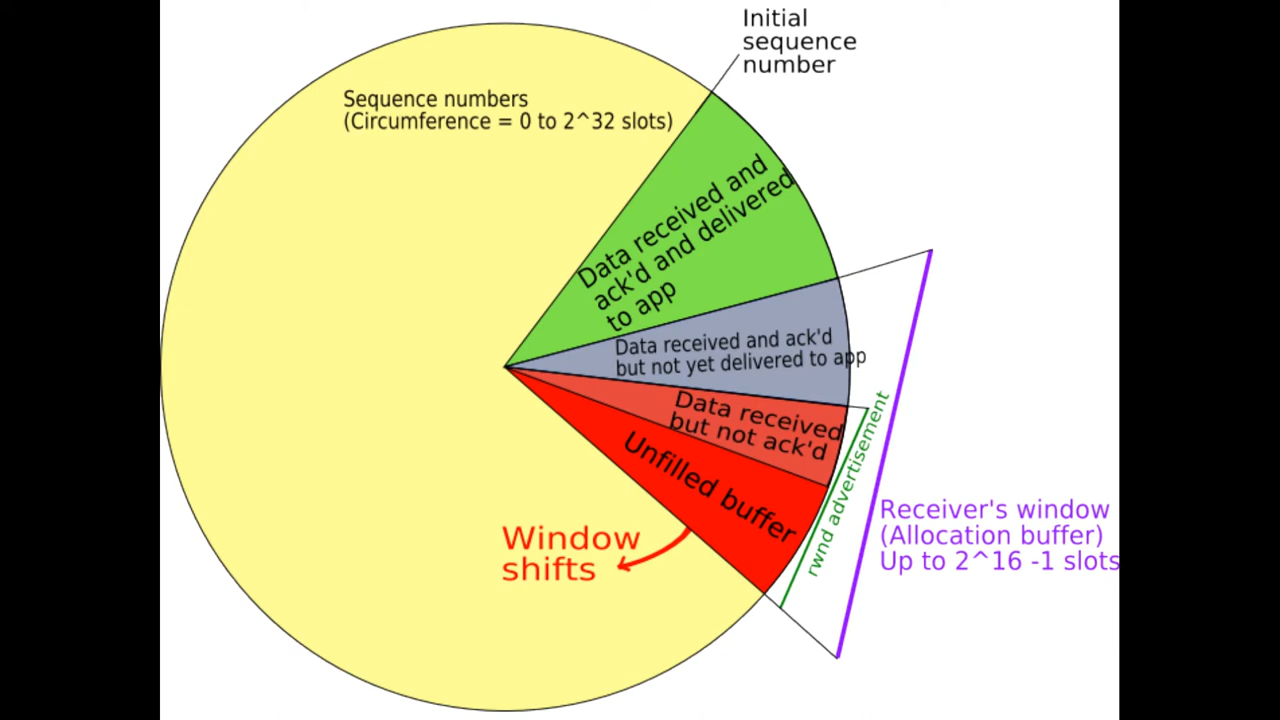 Initial
sequence
number
Sequence numbers
(Circumference = 0 to 2^32 slots)
Data received and
ack'd and delivered
to app
Data received and ack'd
but not yet delivered to app
Data received
but not ack'd
Unfilled buffer
rwnd advertisement
Receiver's window
(Allocation buffer)
Up to 2^16 -1 slots
Window
shifts